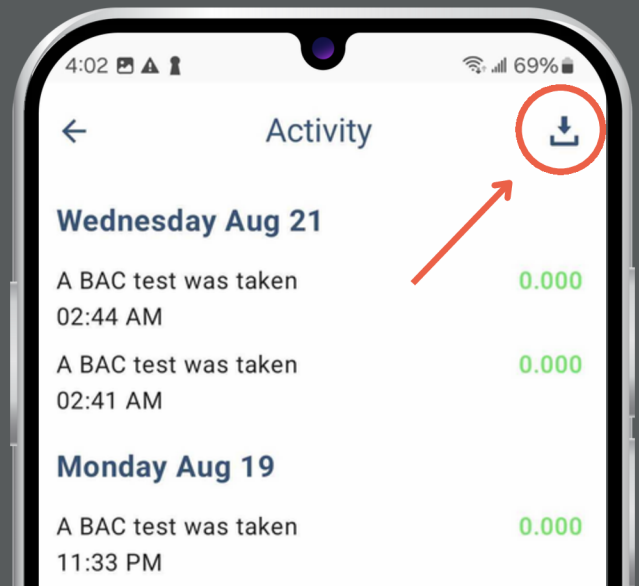 4:02 69%
Activity
Wednesday Aug 21
A BAC test was taken 0.000
02:44 AM
A BAC test was taken 0.000
02:41 AM
Monday Aug 19
A BAC test was taken 0.000
11:33 PM